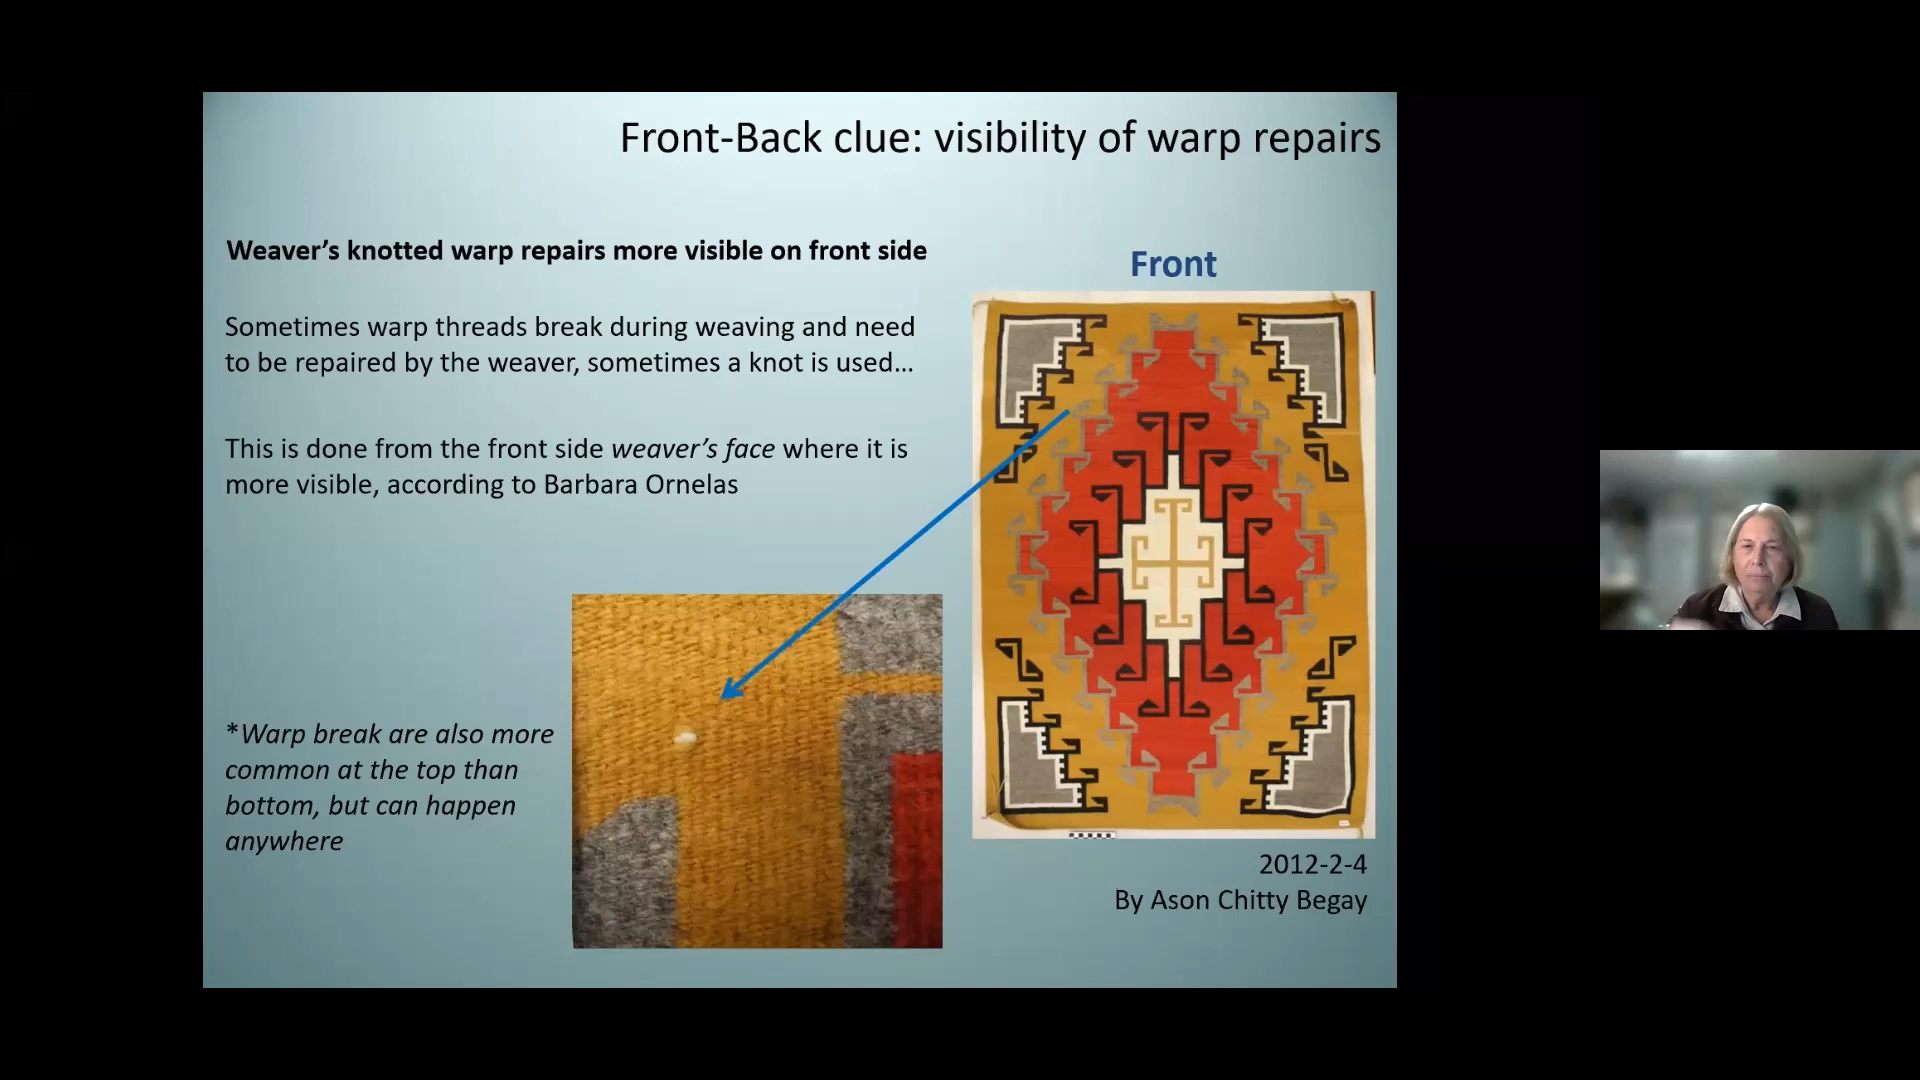 Front-Back clue: visibility of warp repairs
Weaver’s knotted warp repairs more visible on front side
Sometimes warp threads break during weaving and need
to be repaired by the weaver, sometimes a knot is used…
This is done from the front side weaver’s face where it is
more visible, according to Barbara Ornelas
*Warp break are also more
common at the top than
bottom, but can happen
anywhere
Front
2012-2-4
By Ason Chitty Begay